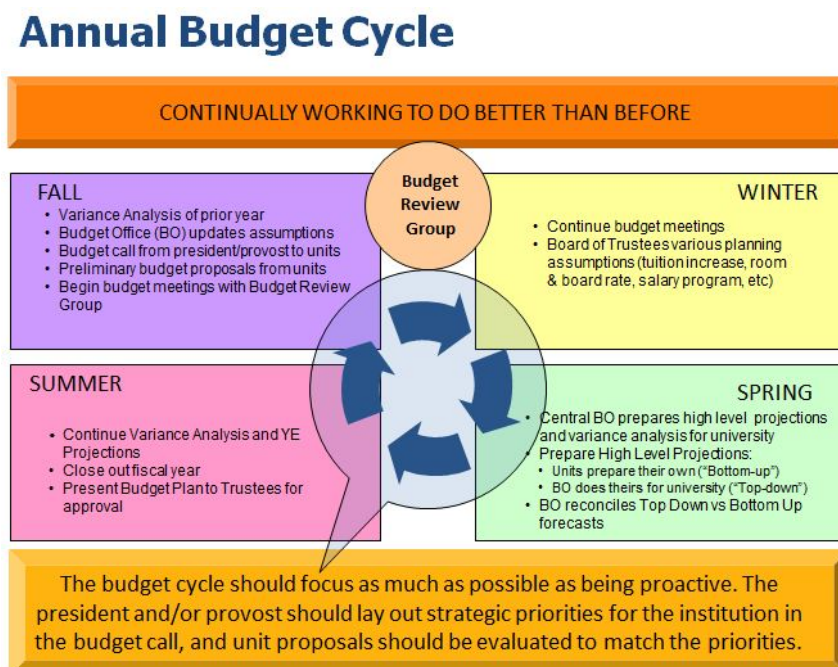 Annual Budget Cycle
CONTINUALLY WORKING TO DO BETTER THAN BEFORE
Budget
Review
Group
FALL
• Variance Analysis of prior year
• Budget Office (BO) updates assumptions
• Budget call from president/provost to units
• Preliminary budget proposals from units
• Begin budget meetings with Budget Review
Group
WINTER
• Continue budget meetings
• Board of Trustees various planning
assumptions (tuition increase, room
& board rate, salary program, etc)
SUMMER
• Continue Variance Analysis and YE
Projections
• Close out fiscal year
• Present Budget Plan to Trustees for
approval
SPRING
• Central BO prepares high level projections
and variance analysis for university
• Prepare High Level Projections:
• Units prepare their own (“Bottom-up”)
• BO does theirs for university (“Top-down”)
• BO reconciles Top Down vs Bottom Up
forecasts
The budget cycle should focus as much as possible as being proactive. The
president and/or provost should lay out strategic priorities for the institution in
the budget call, and unit proposals should be evaluated to match the priorities.